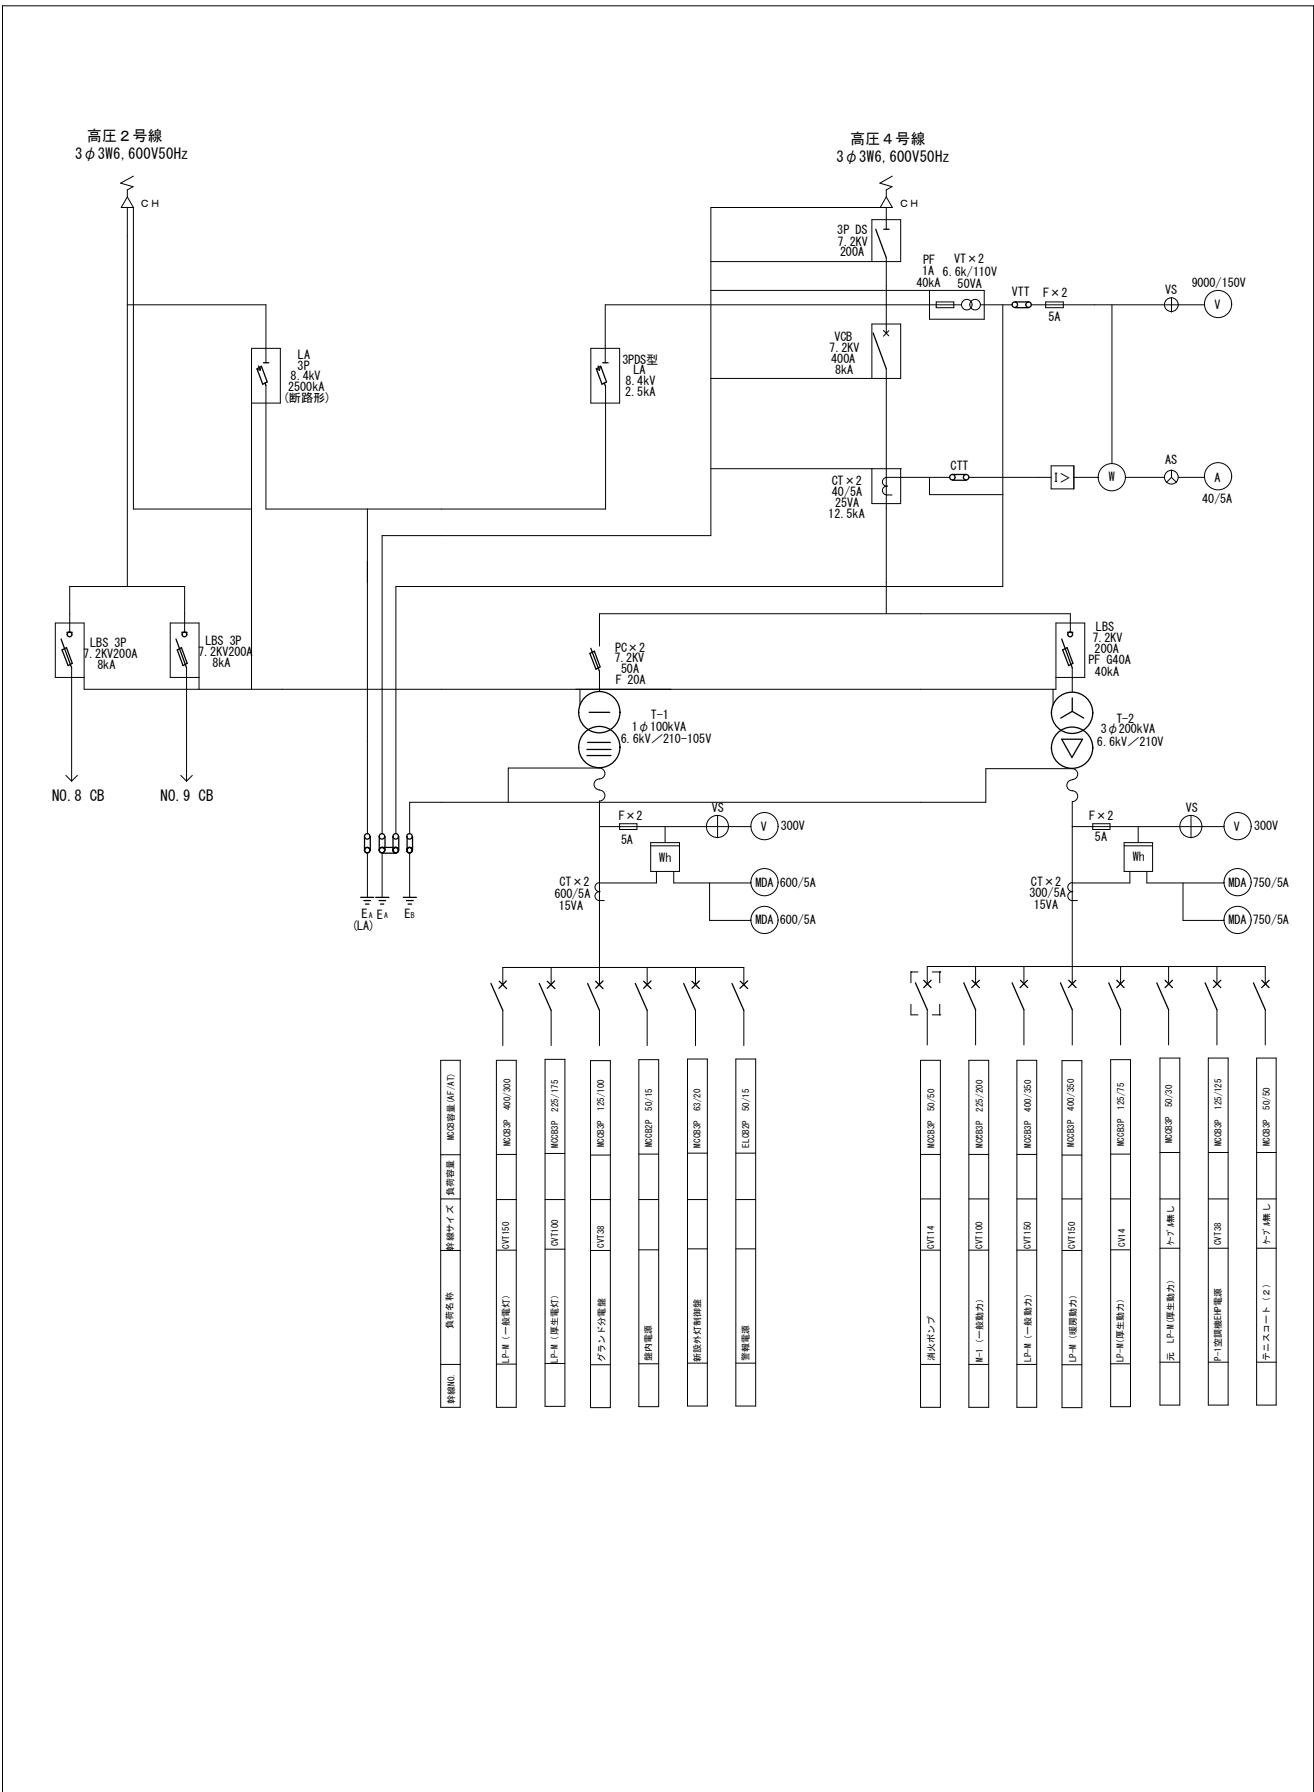 高圧２号線
3φ3W6,600V50Hz
CH
高圧４号線
3φ3W6,600V50Hz
CH
3P DS
7.2KV
200A
PF
1A
40kA
VT×2
6.6k/110V
50VA
VTT
F×2
5A
VS
9000/150V
V
LA
3P
8.4kV
2500kA
(断路形)
3PDS型
LA
8.4kV
2.5kA
VCB
7.2KV
400A
8kA
CT×2
40/5A
25VA
12.5kA
CTT
I>
W
AS
A
40/5A
LBS 3P
7.2KV200A
8kA
LBS 3P
7.2KV200A
8kA
PC×2
7.2KV
50A
F 20A
LBS
7.2KV
200A
PF G40A
40kA
T-1
1φ100kVA
6.6kV／210-105V
T-2
3φ200kVA
6.6kV／210V
NO.8 CB
NO.9 CB
F×2
5A
VS
V
300V
Wh
CT×2
600/5A
15VA
MDA
600/5A
MDA
600/5A
F×2
5A
VS
V
300V
Wh
CT×2
300/5A
15VA
MDA
750/5A
MDA
750/5A
EA
(LA)
EA
EB
幹線NO. 負荷名称 幹線サイズ 負荷容量 MCCB容量(AF/AT)
LP-M（一般電灯） CVT150 MCCB3P 400/300
LP-M（厚生電灯） CVT100 MCCB3P 225/175
グランド分電盤 CVT38 MCCB3P 125/100
盤内電源 MCCB2P 50/15
新設外灯制御盤 MCCB3P 63/20
警報電源 ELCB2P 50/15
消火ポンプ CVT14 MCCB3P 50/50
M-1（一般動力） CVT100 MCCB3P 225/200
LP-M（一般動力） CVT150 MCCB3P 400/350
LP-M（暖房動力） CVT150 MCCB3P 400/350
LP-M(厚生動力) CV14 MCCB3P 125/75
元 LP-M(厚生動力) ｹｰﾌﾞﾙ無し MCCB3P 50/30
P-1空調機EHP電源 CVT38 MCCB3P 125/125
テニスコート（2） ｹｰﾌﾞﾙ無し MCCB3P 50/50